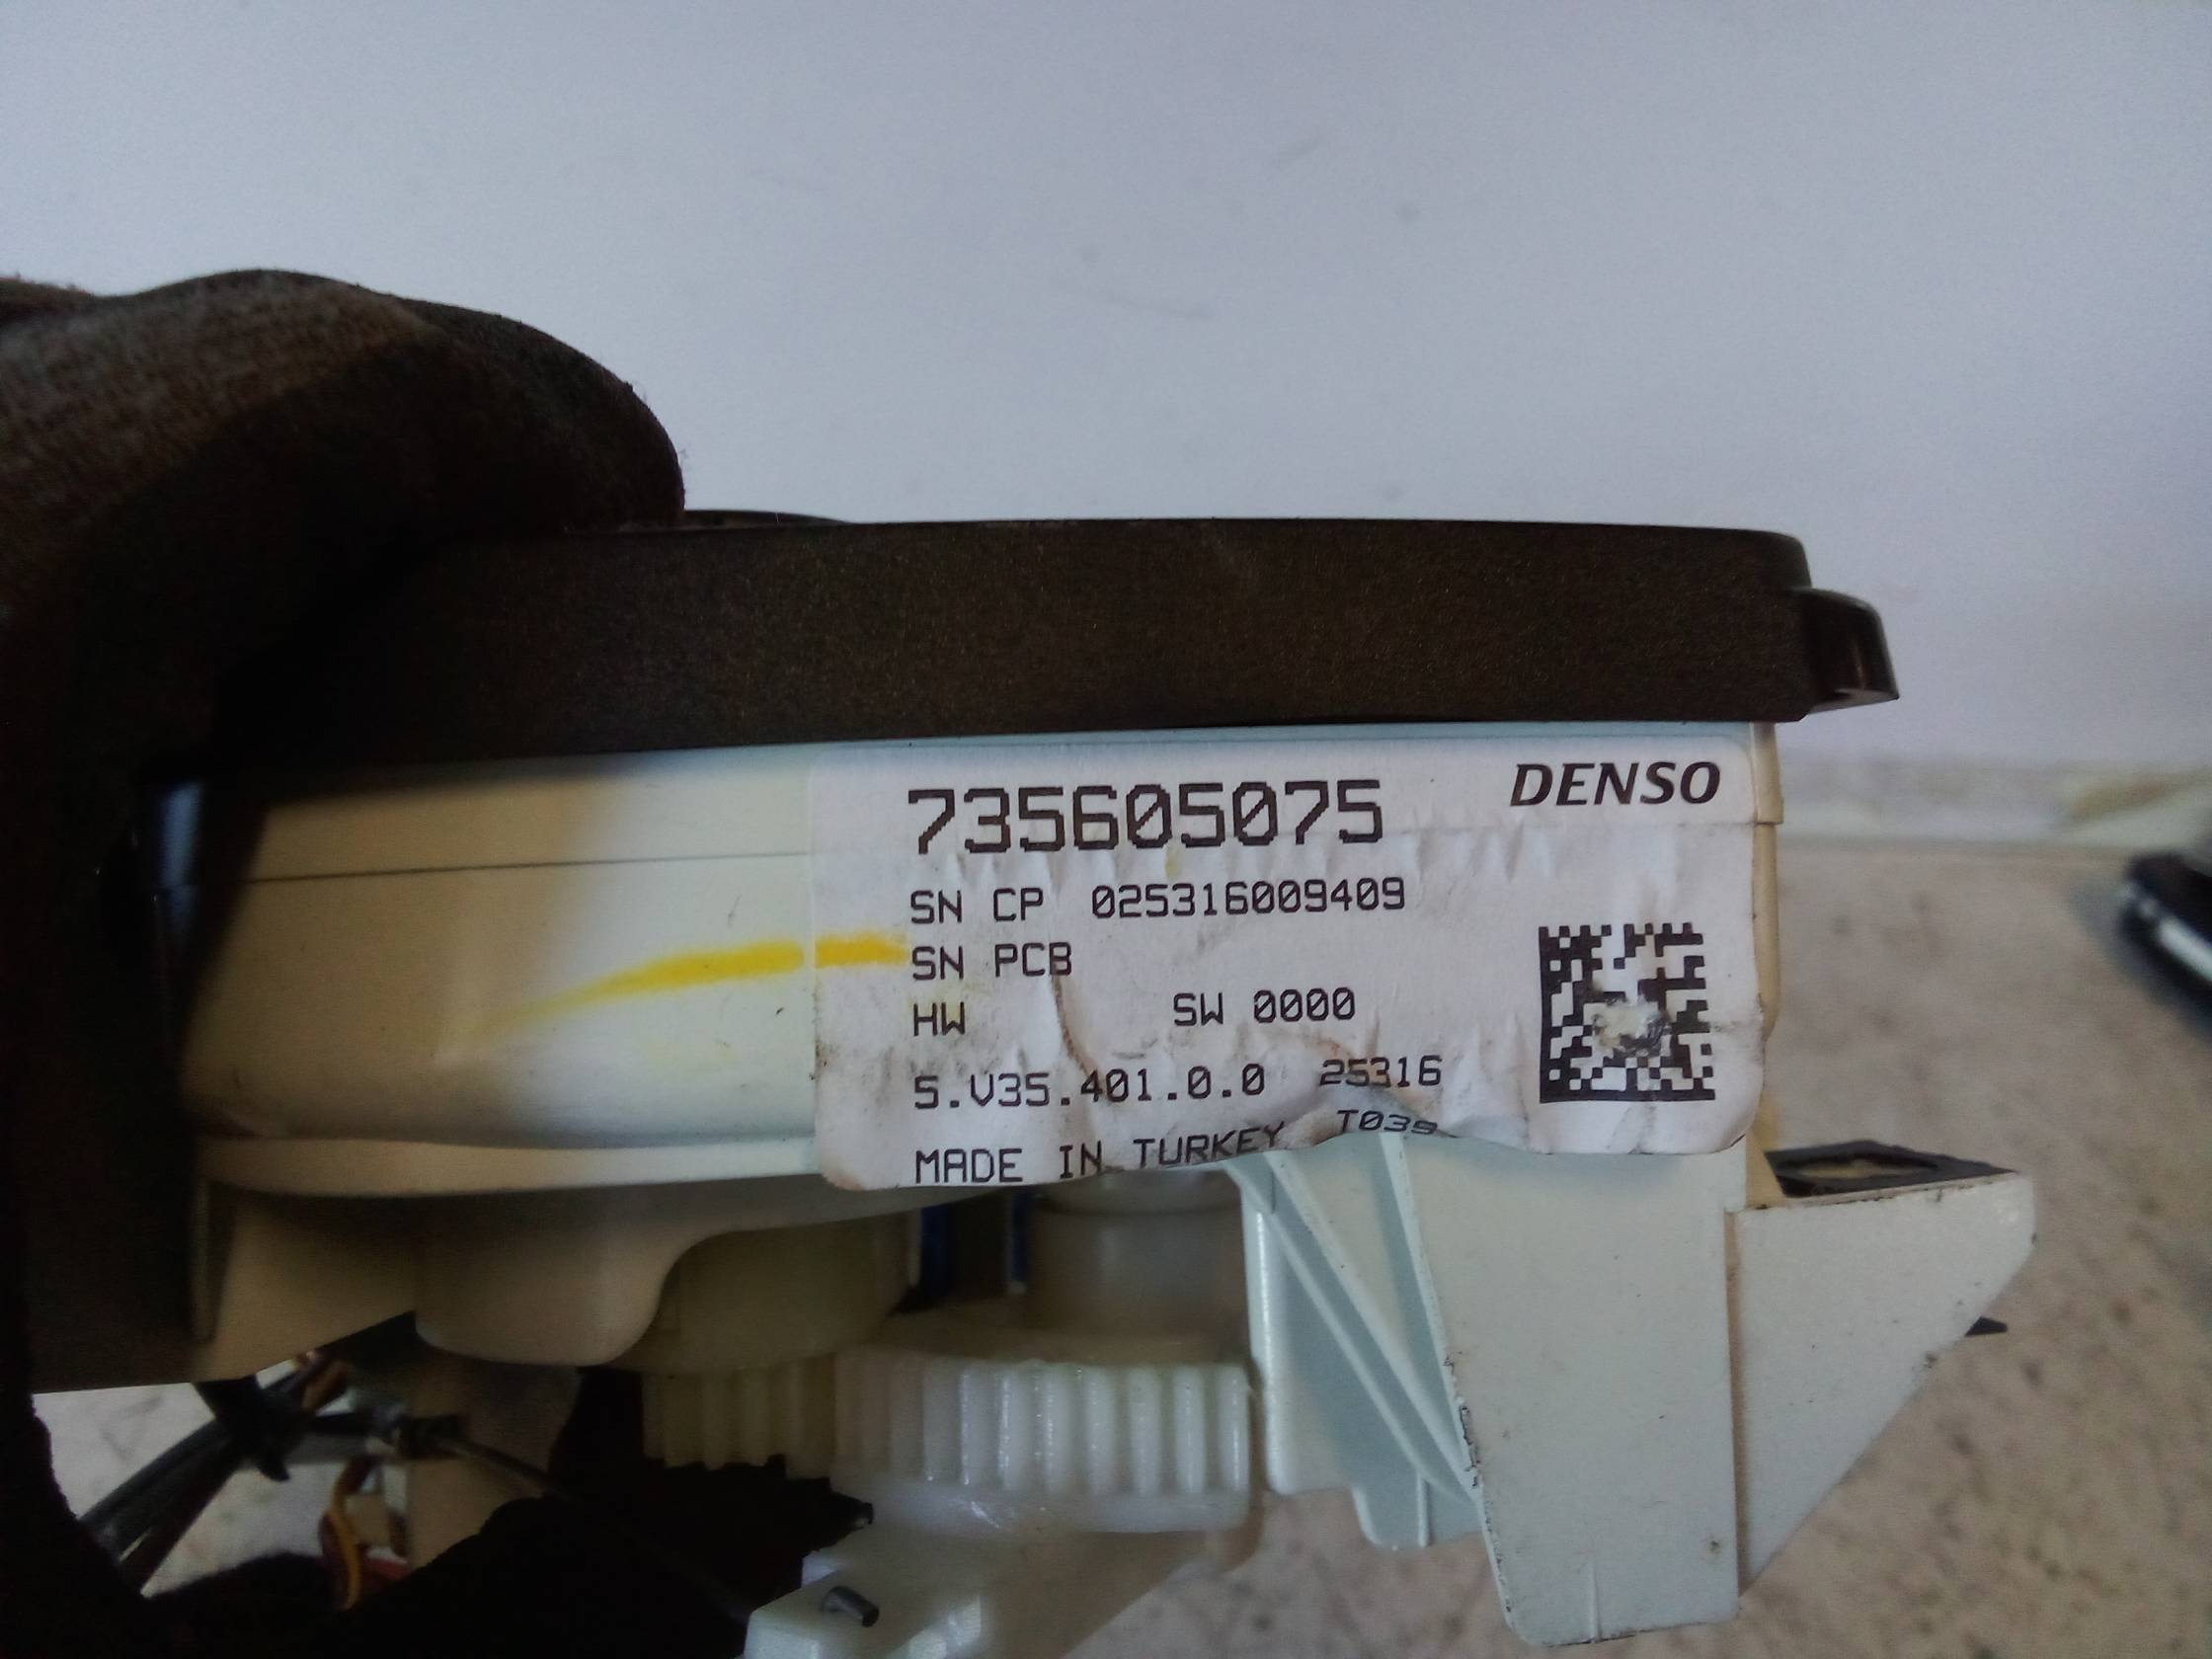 735605075 DENSO
SN CP 025316009409
SN PCB
HW SW 0000
5.V35.401.0.0 25316
MADE IN TURKEY T039